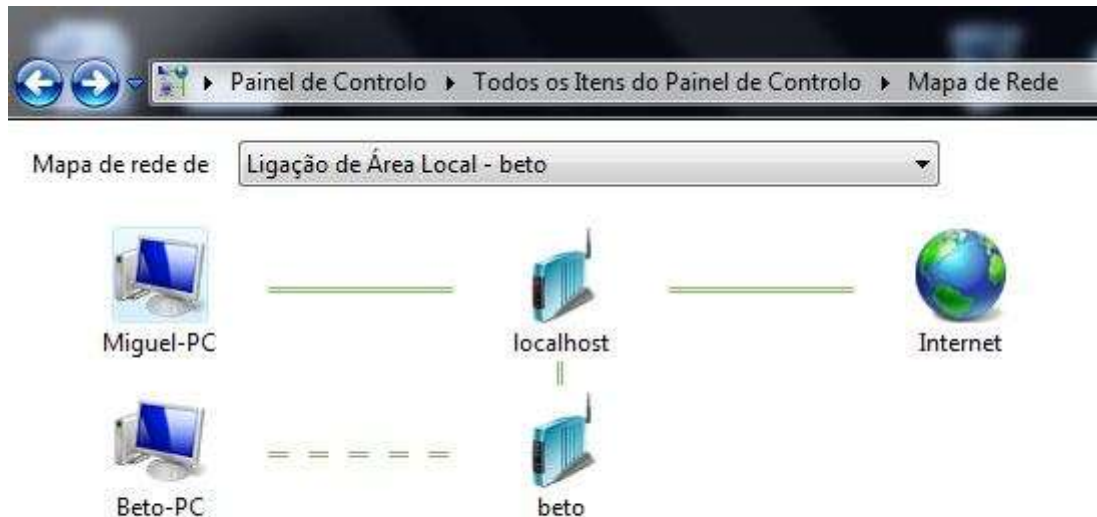 Painel de Controlo ▸ Todos os Itens do Painel de Controlo ▸ Mapa de Rede
Mapa de rede de Ligação de Área Local - beto
Miguel-PC localhost Internet
Beto-PC beto